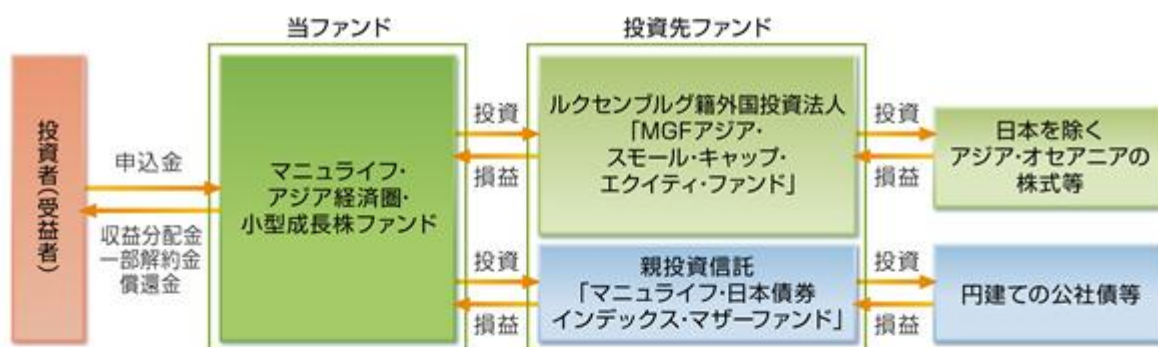 当ファンド
投資先ファンド
投資者(受益者)
申込金
収益分配金
一部解約金
償還金
マニュライフ・
アジア経済圏・
小型成長株ファンド
投資
損益
ルクセンブルグ籍外国投資法人
「MGFアジア・
スモール・キャップ・
エクイティ・ファンド」
投資
損益
日本を除く
アジア・オセアニアの
株式等
投資
損益
親投資信託
「マニュライフ・日本債券
インデックス・マザーファンド」
投資
損益
円建ての公社債等